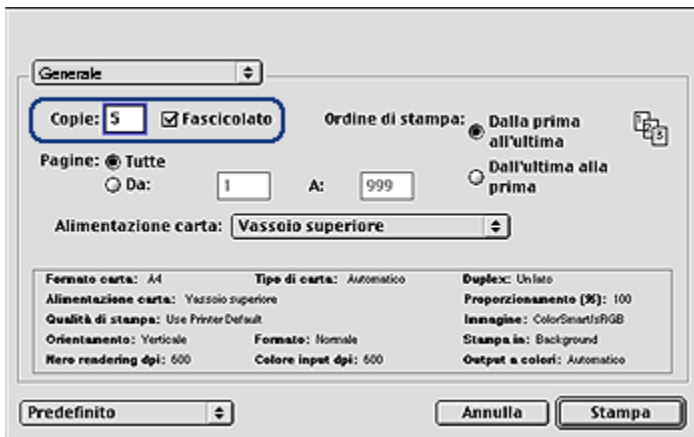 Generale
Copie: 5 Fascicolato
Ordine di stampa: Dalla prima all'ultima
Dall'ultima alla prima
Pagine: Tutte
Da: 1 A: 999
Alimentazione carta: Vassoio superiore
Formato carta: A4 Tipo di carta: Automatico Duplex: Un lato
Alimentazione carta: Vassoio superiore Proporzionamento (%): 100
Qualità di stampa: Use Printer Default Immagine: ColorSmart/sRGB
Orientamento: Verticale Formato: Normale Stampa in: Background
Nero rendering dpi: 600 Colore input dpi: 600 Output a colori: Automatico
Predefinito Annulla Stampa